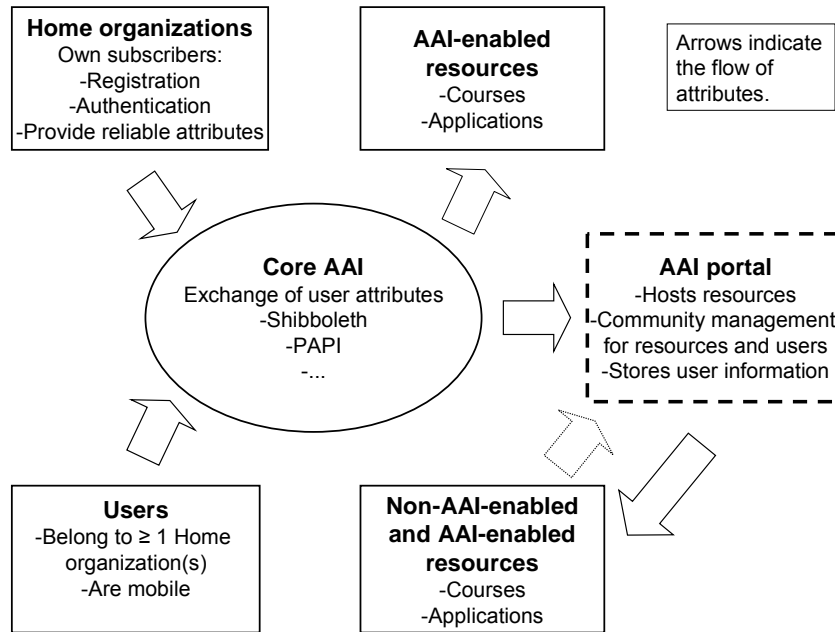 Home organizations
Own subscribers:
-Registration
-Authentication
-Provide reliable attributes
AAI-enabled
resources
-Courses
-Applications
Arrows indicate
the flow of
attributes.
Core AAI
Exchange of user attributes
-Shibboleth
-PAPI
-...
AAI portal
-Hosts resources
-Community management
for resources and users
-Stores user information
Users
-Belong to ≥ 1 Home
organization(s)
-Are mobile
Non-AAI-enabled
and AAI-enabled
resources
-Courses
-Applications